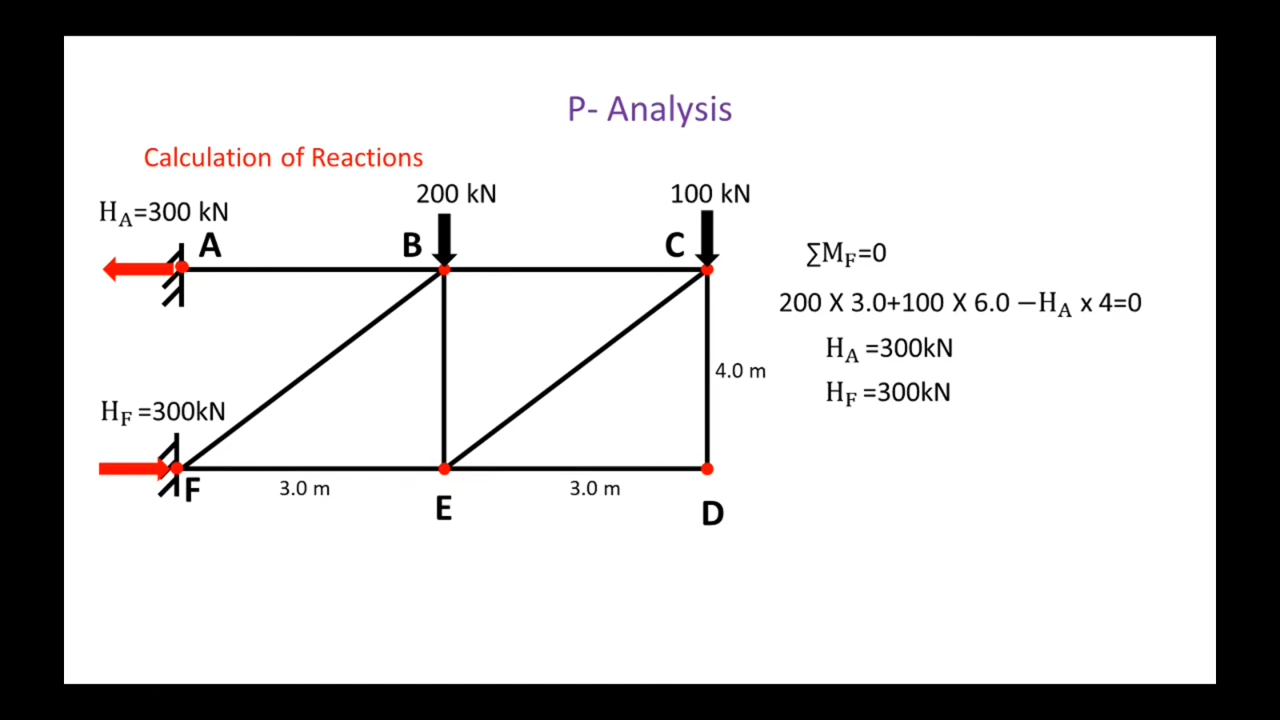 P- Analysis
Calculation of Reactions
200 kN
100 kN
H_A=300 kN
A
B
C
∑M_F=0
200 X 3.0+100 X 6.0 −H_A x 4=0
H_A =300kN
4.0 m
H_F =300kN
H_F =300kN
F
3.0 m
3.0 m
E
D